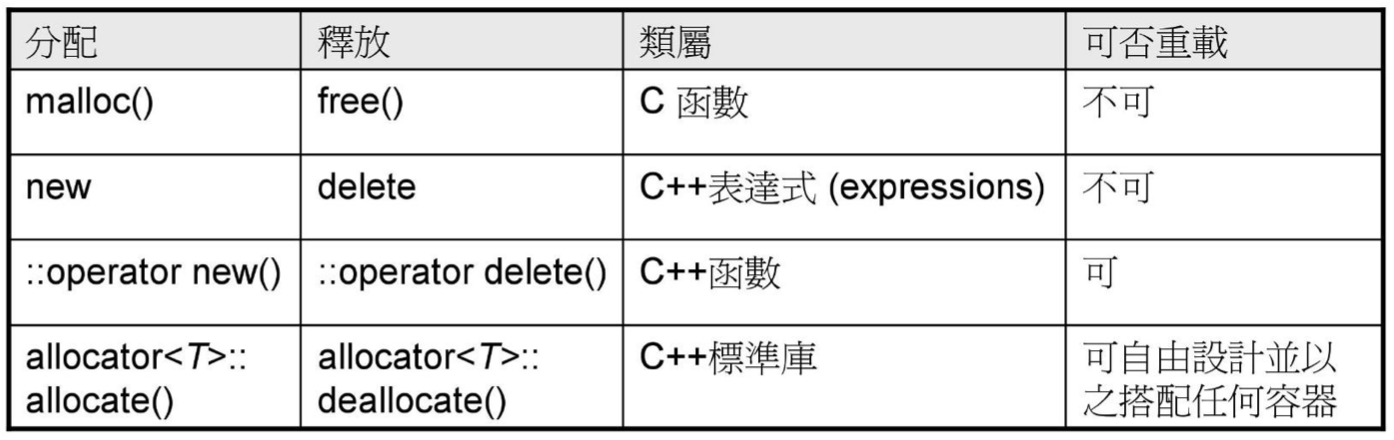 分配 釋放 類屬 可否重載
malloc() free() C 函數 不可
new delete C++表達式 (expressions) 不可
::operator new() ::operator delete() C++函數 可
allocator<T>:: allocator<T>:: C++標準庫 可自由設計並以
allocate() deallocate() 之搭配任何容器